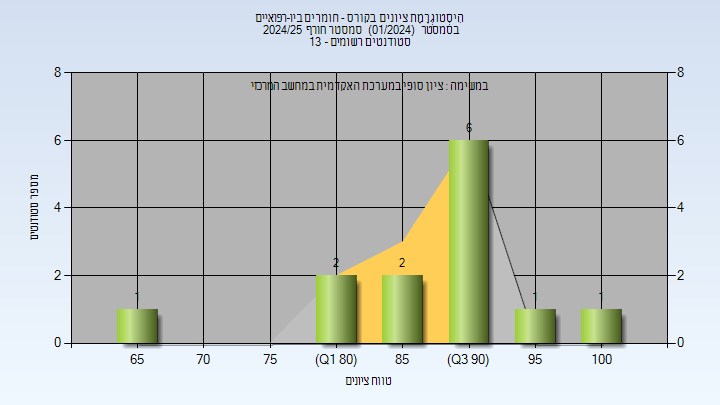 היסטוגרמת ציונים בקורס - חומרים ביו-רפואיים
בסמסטר (01/2024) סמסטר חורף 2024/25
סטודנטים רשומים - 13
במשימה : ציון סופי במערכת האקדמית במחשב המרכזי
8 8
6 6
4 4
2 2
0 0
1 2 2 6 1 1
מספר סטודנטים
65 70 75 (Q1 80) 85 (Q3 90) 95 100
טווח ציונים